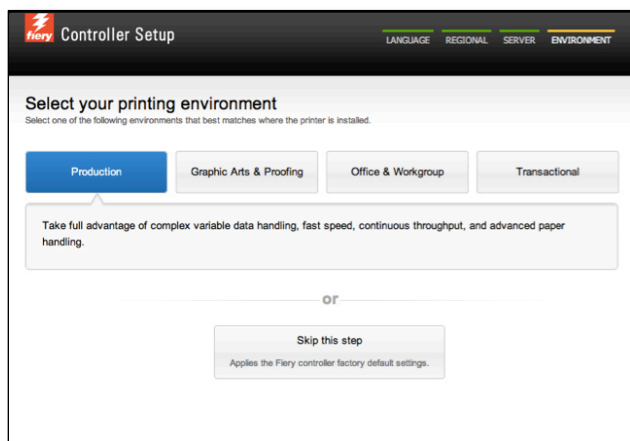 fiery Controller Setup
LANGUAGE REGIONAL SERVER ENVIRONMENT
Select your printing environment
Select one of the following environments that best matches where the printer is installed.
Production
Graphic Arts & Proofing
Office & Workgroup
Transactional
Take full advantage of complex variable data handling, fast speed, continuous throughput, and advanced paper
handling.
or
Skip this step
Applies the Fiery controller factory default settings.